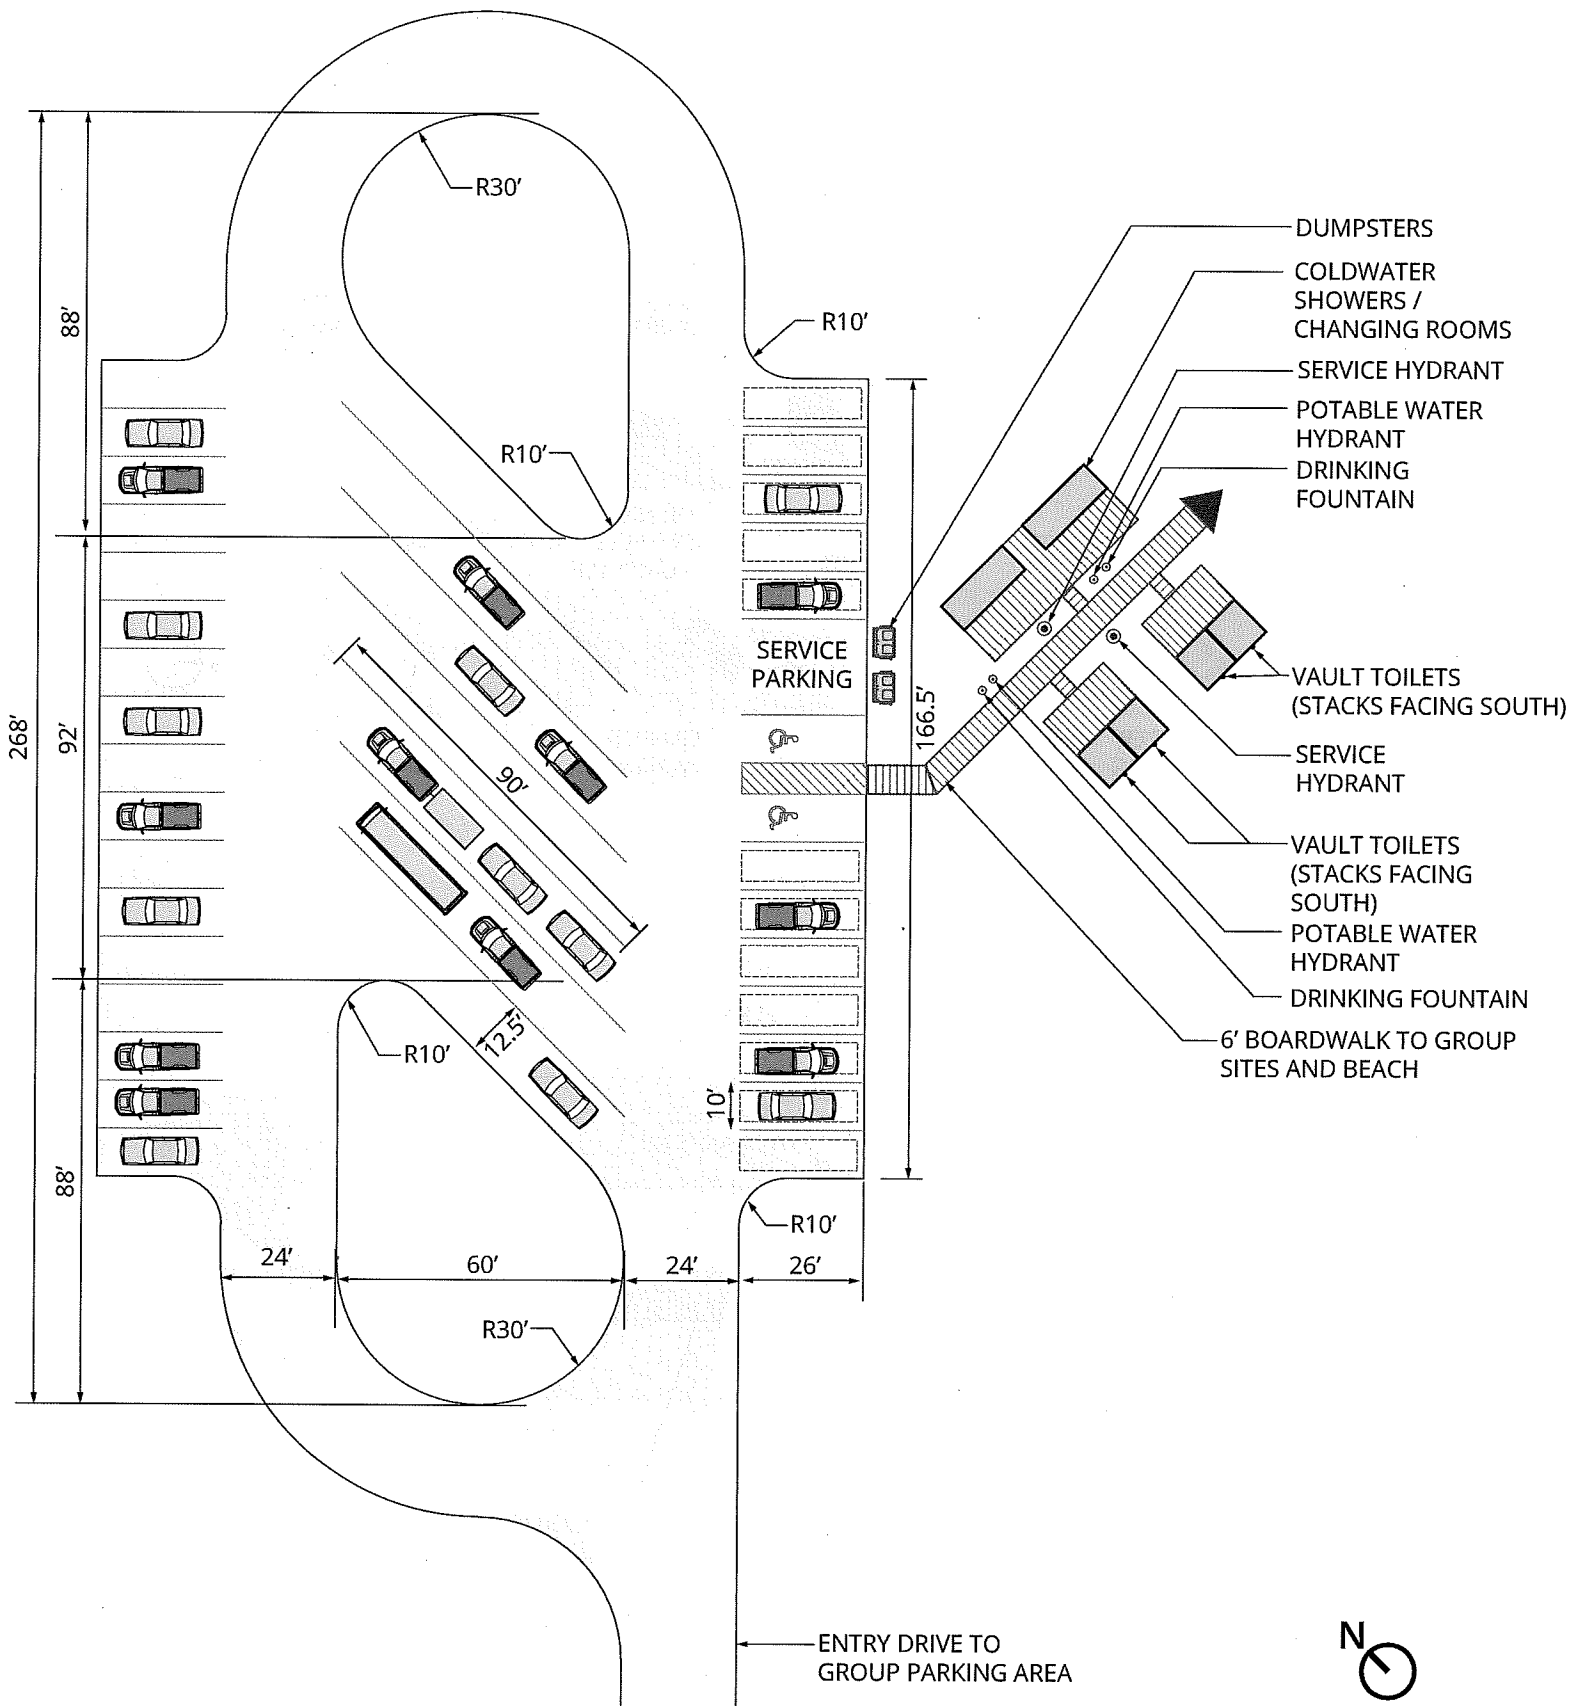 R30'
88'
R10'
R10'
268'
92'
90'
SERVICE
PARKING
166.5'
DUMPSTERS
COLDWATER
SHOWERS /
CHANGING ROOMS
SERVICE HYDRANT
POTABLE WATER
HYDRANT
DRINKING
FOUNTAIN
VAULT TOILETS
(STACKS FACING SOUTH)
SERVICE
HYDRANT
VAULT TOILETS
(STACKS FACING
SOUTH)
POTABLE WATER
HYDRANT
DRINKING FOUNTAIN
6' BOARDWALK TO GROUP
SITES AND BEACH
R10'
12.5'
10'
88'
R10'
24'
60'
24'
26'
R30'
ENTRY DRIVE TO
GROUP PARKING AREA
N